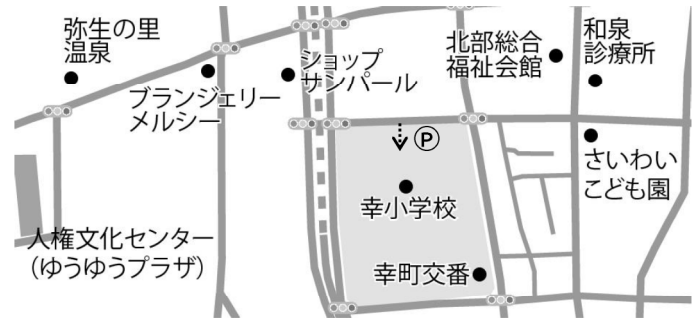 弥生の里
温泉
ブランジェリー
メルシー
ショップ
サンパール
北部総合
福祉会館
和泉
診療所
P
さいわい
こども園
幸小学校
人権文化センター
(ゆうゆうプラザ)
幸町交番